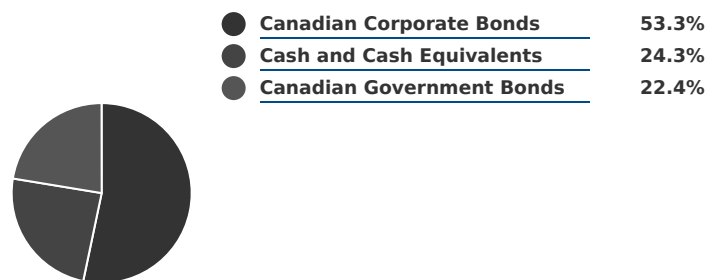 Canadian Corporate Bonds 53.3%
Cash and Cash Equivalents 24.3%
Canadian Government Bonds 22.4%